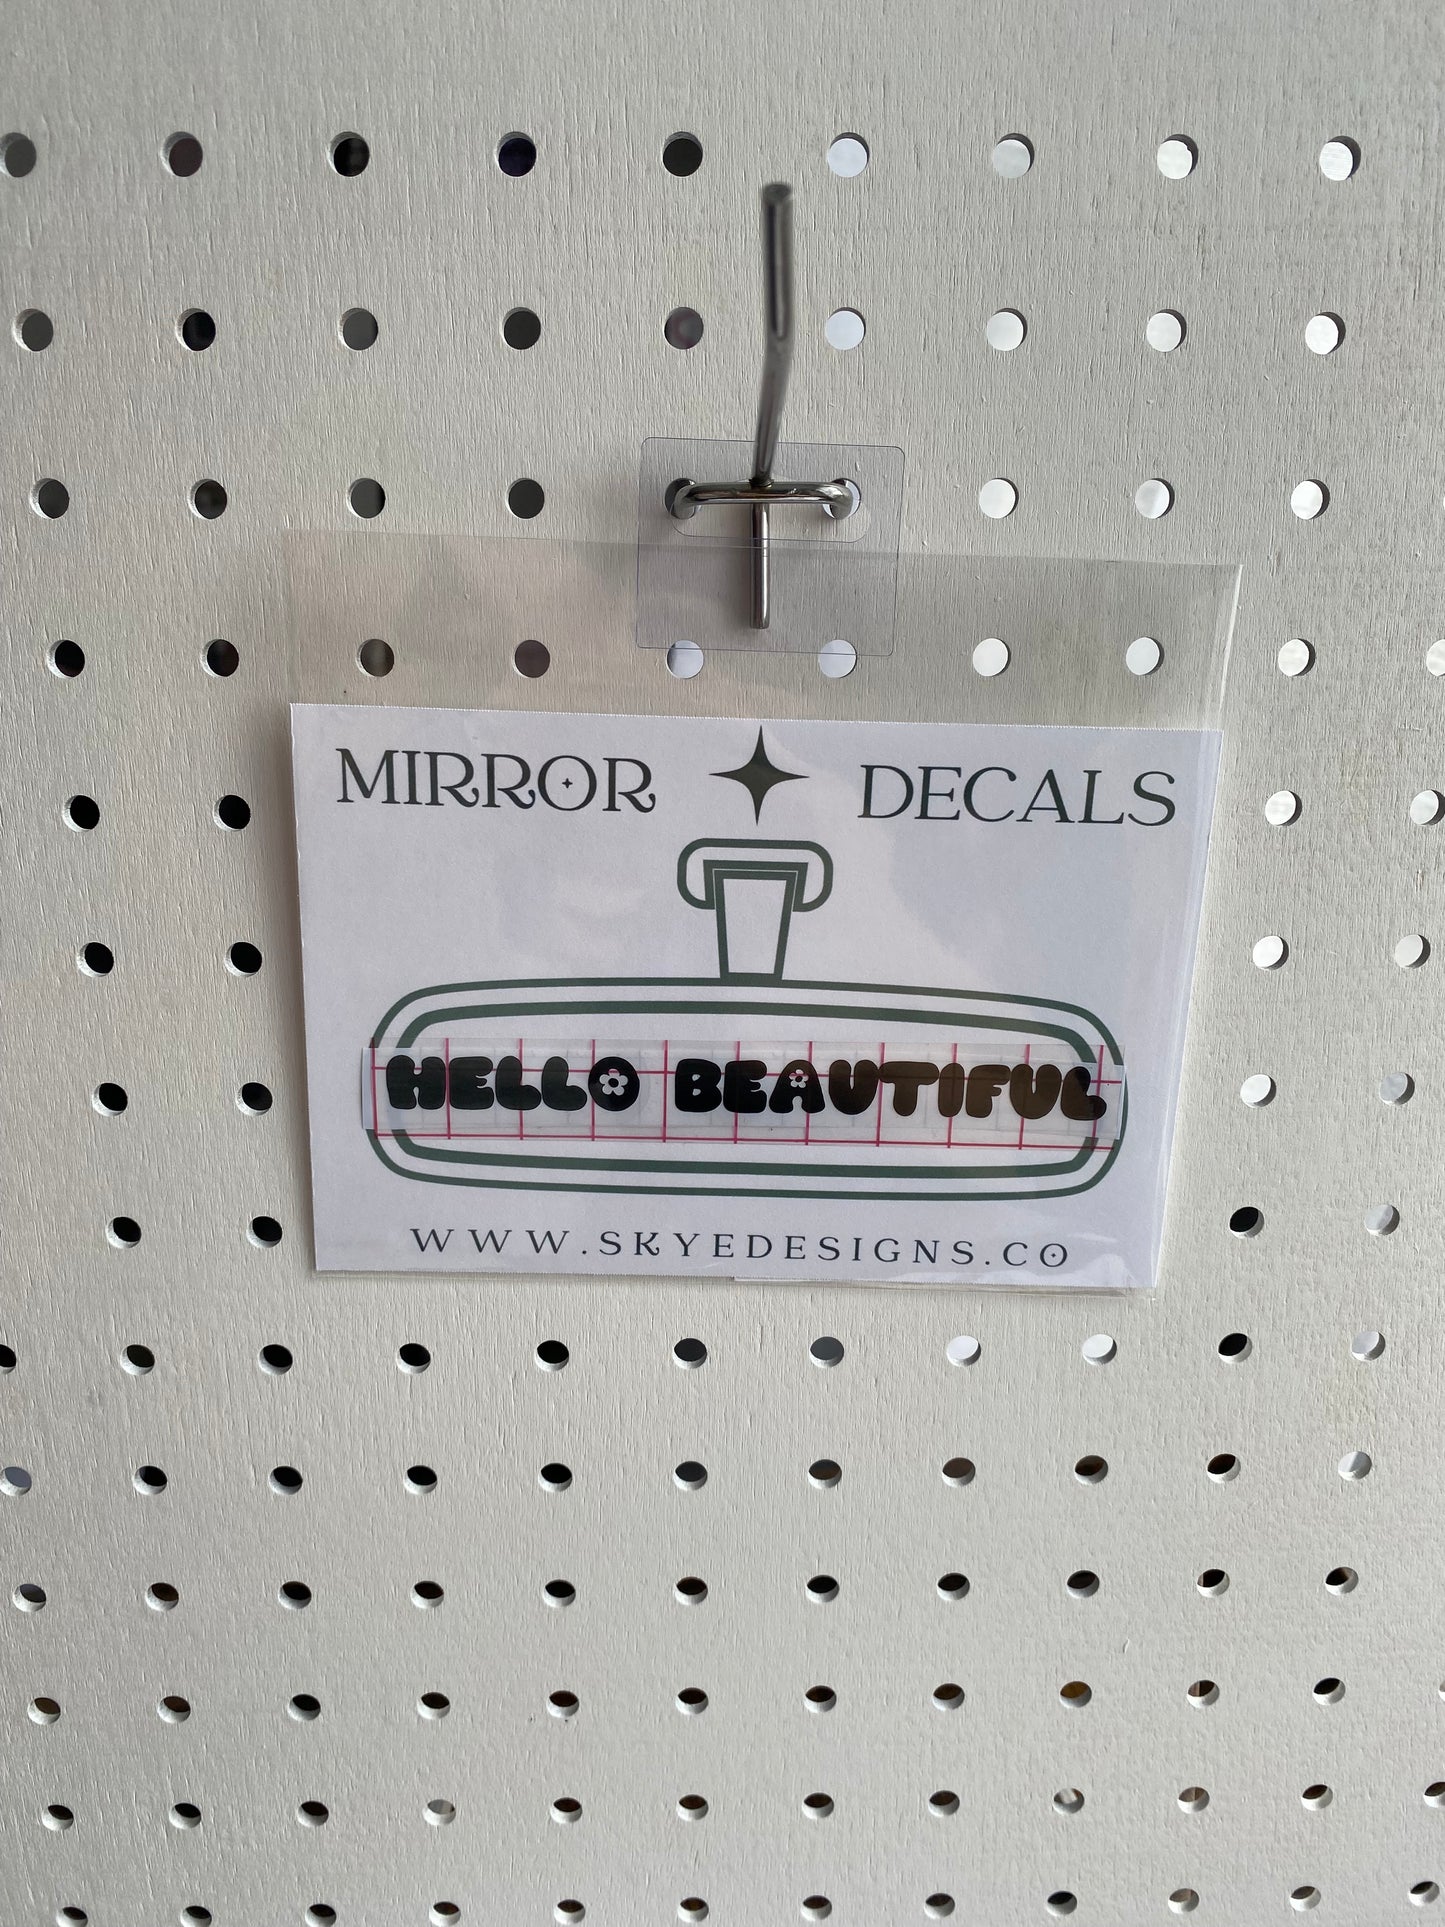 MIRROR DECALS
HELLO BEAUTIFUL
WWW.SKYEDESIGNS.CO